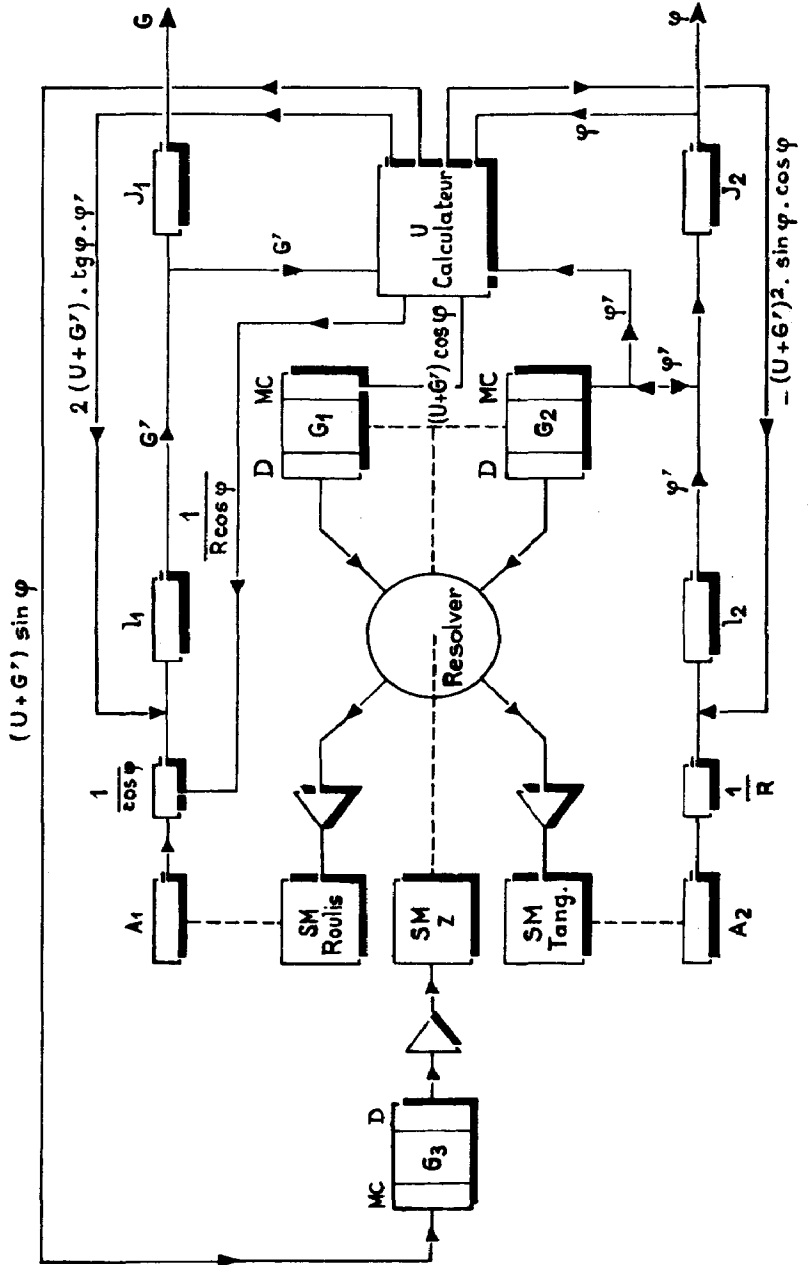 (U+G') sin φ
2 (U+G') . tg φ . φ'
G
A1
1
cos φ
I1
G'
J1
1
R cos φ
G'
SM
Roulis
D
G1
MC
U
Calculateur
(U+G') cos φ
MC
G3
D
SM
Z
Resolver
D
G2
MC
φ'
φ
SM
Tang.
φ'
A2
1
R
I2
φ'
J2
φ
-(U+G')². sin φ . cos φ